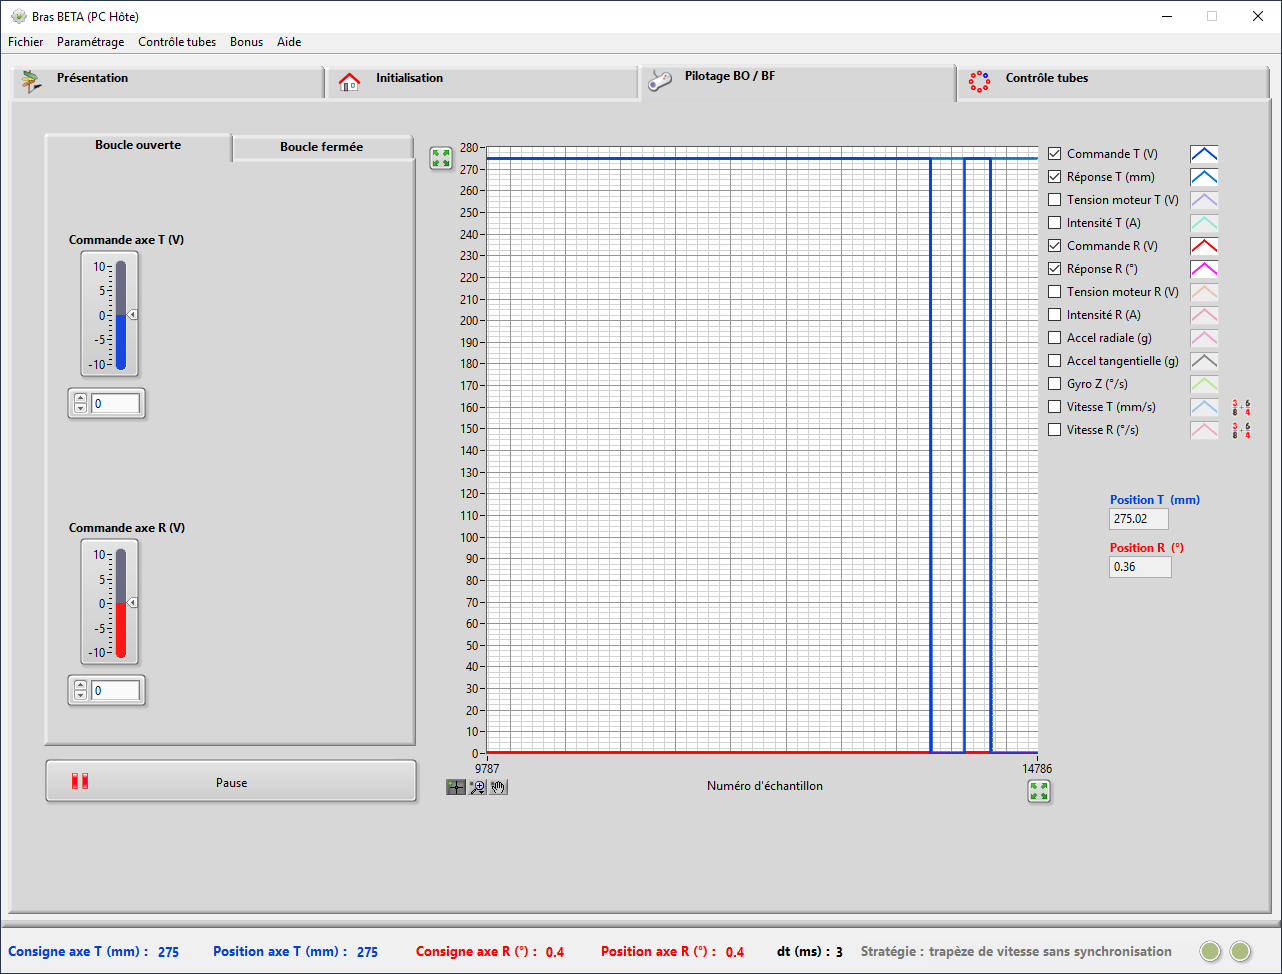 Bras BETA (PC Hôte)
Fichier Paramétrage Contrôle tubes Bonus Aide
Présentation Initialisation Pilotage BO / BF Contrôle tubes
Boucle ouverte Boucle fermée
Commande axe T (V)
10
5
0
-5
-10
0
Commande axe R (V)
10
5
0
-5
-10
0
Pause
280
270
260
250
240
230
220
210
200
190
180
170
160
150
140
130
120
110
100
90
80
70
60
50
40
30
20
10
0
9787 14786
Numéro d'échantillon
Commande T (V)
Réponse T (mm)
Tension moteur T (V)
Intensité T (A)
Commande R (V)
Réponse R (°)
Tension moteur R (V)
Intensité R (A)
Accel radiale (g)
Accel tangentielle (g)
Gyro Z (°/s)
Vitesse T (mm/s)
Vitesse R (°/s)
Position T (mm)
275.02
Position R (°)
0.36
Consigne axe T (mm) : 275 Position axe T (mm) : 275 Consigne axe R (°) : 0.4 Position axe R (°) : 0.4 dt (ms) : 3 Stratégie : trapèze de vitesse sans synchronisation